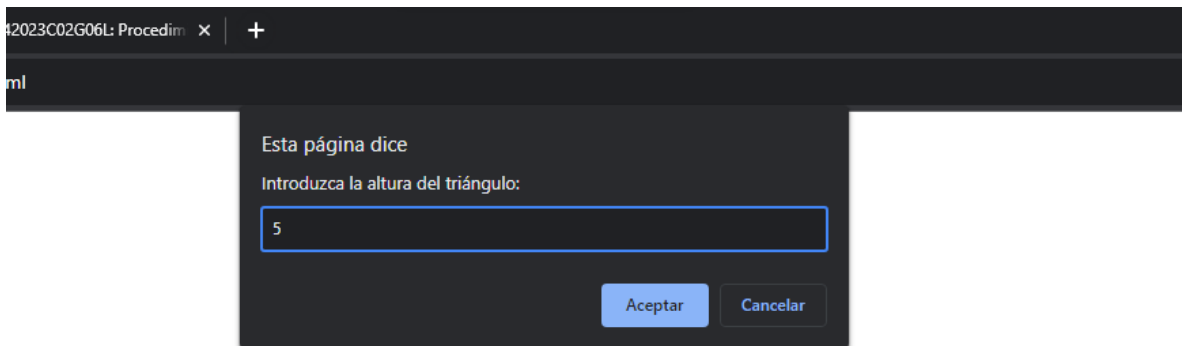 42023C02G06L: Procedim
ml
Esta página dice
Introduzca la altura del triángulo:
5
Aceptar Cancelar